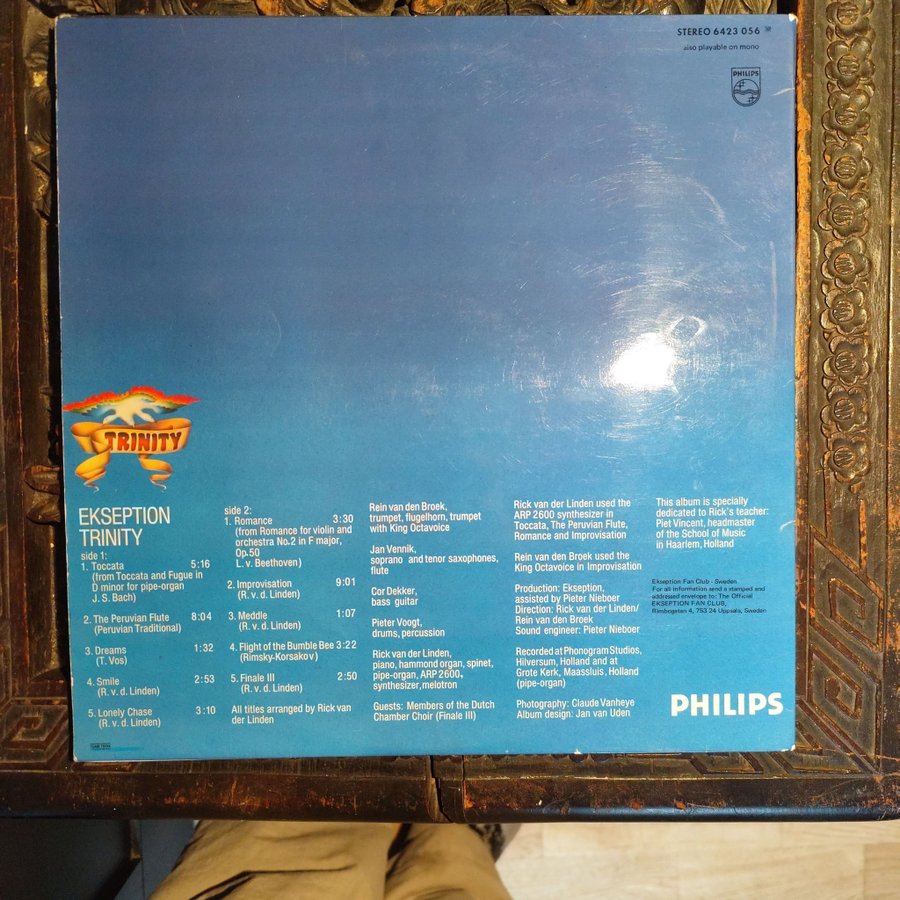 STEREO 6423 056
also playable on mono
PHILIPS
TRINITY
EKSEPTION
TRINITY
side 1:
1. Toccata 5:16
(from Toccata and Fugue in
D minor for pipe-organ
J. S. Bach)
2. The Peruvian Flute 8:04
(Peruvian Traditional)
3. Dreams 1:32
(T. Vos)
4. Smile 2:53
(R. v. d. Linden)
5. Lonely Chase 3:10
(R. v. d. Linden)
side 2:
1. Romance 3:30
(from Romance for violin and
orchestra No.2 in F major,
Op.50
L. v. Beethoven)
2. Improvisation 9:01
(R. v. d. Linden)
3. Meddle 1:07
(R. v. d. Linden)
4. Flight of the Bumble Bee 3:22
(Rimsky-Korsakov)
5. Finale III 2:50
(R. v. d. Linden)
All titles arranged by Rick van
der Linden
Rein van den Broek,
trumpet, flugelhorn, trumpet
with King Octavoice
Jan Vennik,
soprano and tenor saxophones,
flute
Cor Dekker,
bass guitar
Pieter Voogt,
drums, percussion
Rick van der Linden,
piano, hammond organ, spinet,
pipe-organ, ARP 2600,
synthesizer, melotron
Guests: Members of the Dutch
Chamber Choir (Finale III)
Rick van der Linden used the
ARP 2600 synthesizer in
Toccata, The Peruvian Flute,
Romance and Improvisation
Rein van den Broek used the
King Octavoice in Improvisation
Production: Ekseption,
assisted by Pieter Nieboer
Direction: Rick van der Linden/
Rein van den Broek
Sound engineer: Pieter Nieboer
Recorded at Phonogram Studios,
Hilversum, Holland and at
Grote Kerk, Maassluis, Holland
(pipe-organ)
Photography: Claude Vanheye
Album design: Jan van Uden
This album is specially
dedicated to Rick's teacher:
Piet Vincent, headmaster
of the School of Music
in Haarlem, Holland
Ekseption Fan Club - Sweden
For all information send a stamped and
addressed envelope to: The Official
EKSEPTION FAN CLUB,
Rimbogatan 4, 753 24 Uppsala, Sweden
PHILIPS